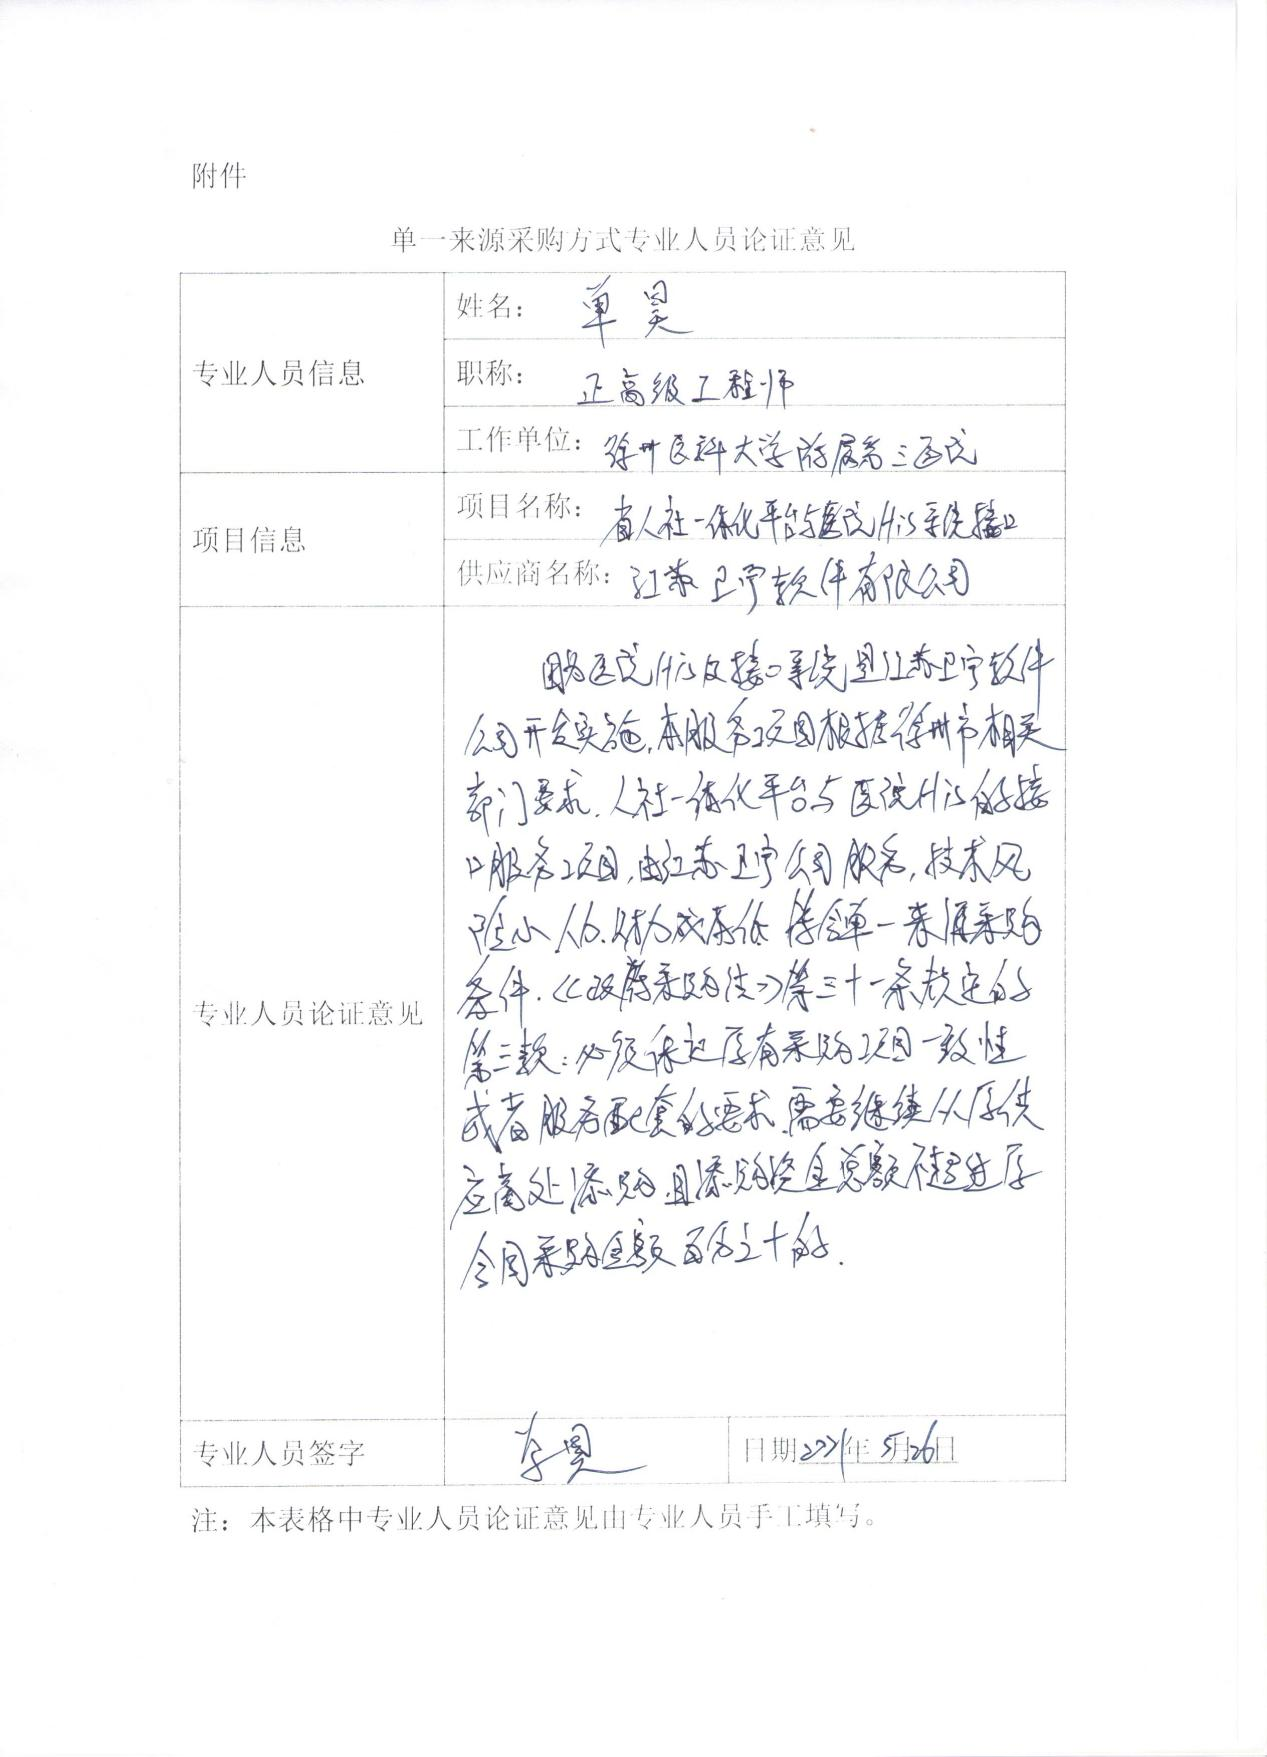 附件
单一来源采购方式专业人员论证意见
专业人员信息
姓名: 单昊
职称: 正高级工程师
工作单位: 徐州医科大学附属第三医院
项目信息
项目名称: 省人社一体化平台与医院His系统接口
供应商名称: 江苏卫宁软件有限公司
专业人员论证意见
因为医院His及接口系统是江苏卫宁软件
公司开发实施,本服务项目根据徐州市相关
部门要求,人社一体化平台与医院His的接
口服务项目,由江苏卫宁公司服务,技术风
险小,人力、财力成本低 符合单一来源采购
条件.《政府采购法》第三十一条规定的
第三款:必须保证原有采购项目一致性
或者服务配套的要求,需要继续从原供
应商处添购,且添购资金总额不超过原
合同采购金额百分之十的.
专业人员签字
单昊
日期2021年5月26日
注: 本表格中专业人员论证意见由专业人员手工填写。